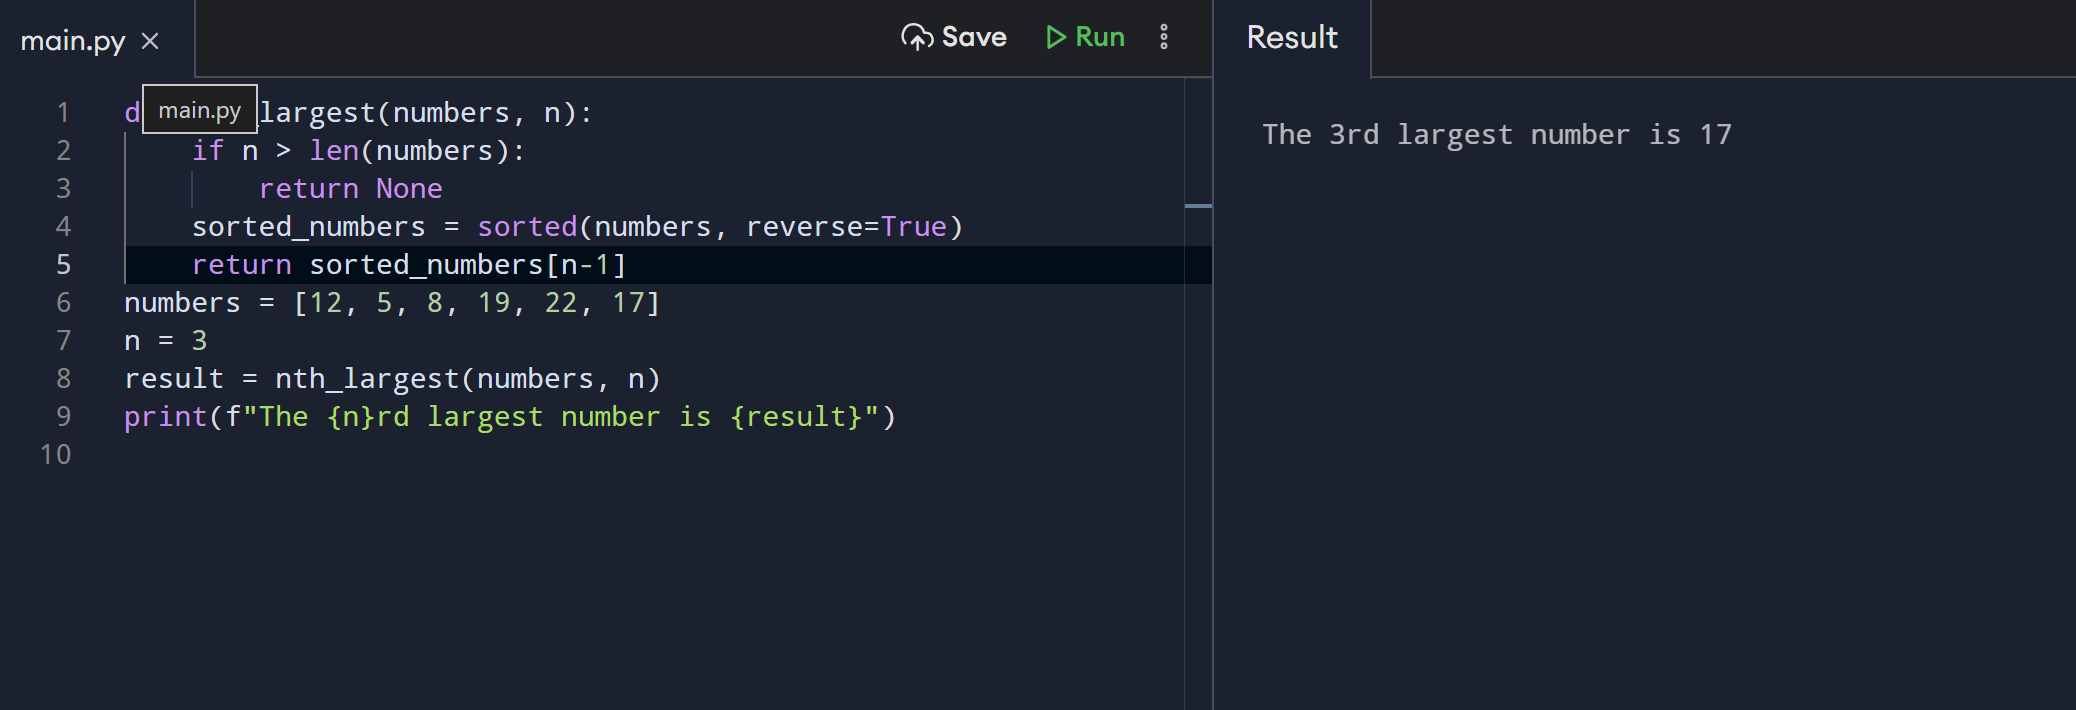 main.py
Save
Run
Result
main.py
1 d _largest(numbers, n):
2     if n > len(numbers):
3         return None
4     sorted_numbers = sorted(numbers, reverse=True)
5     return sorted_numbers[n-1]
6 numbers = [12, 5, 8, 19, 22, 17]
7 n = 3
8 result = nth_largest(numbers, n)
9 print(f"The {n}rd largest number is {result}")
10
The 3rd largest number is 17